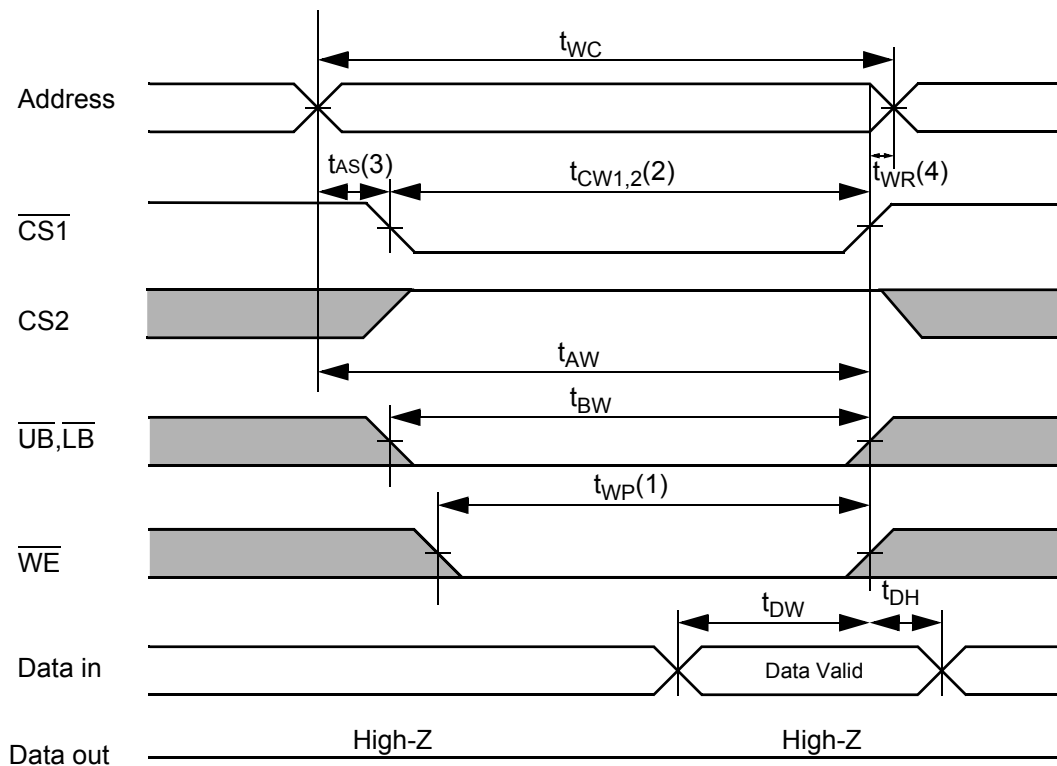 tWC
Address
tAS(3)
tCW1,2(2)
tWR(4)
CS1
CS2
tAW
tBW
UB,LB
tWP(1)
WE
tDW
tDH
Data in
Data Valid
High-Z
High-Z
Data out